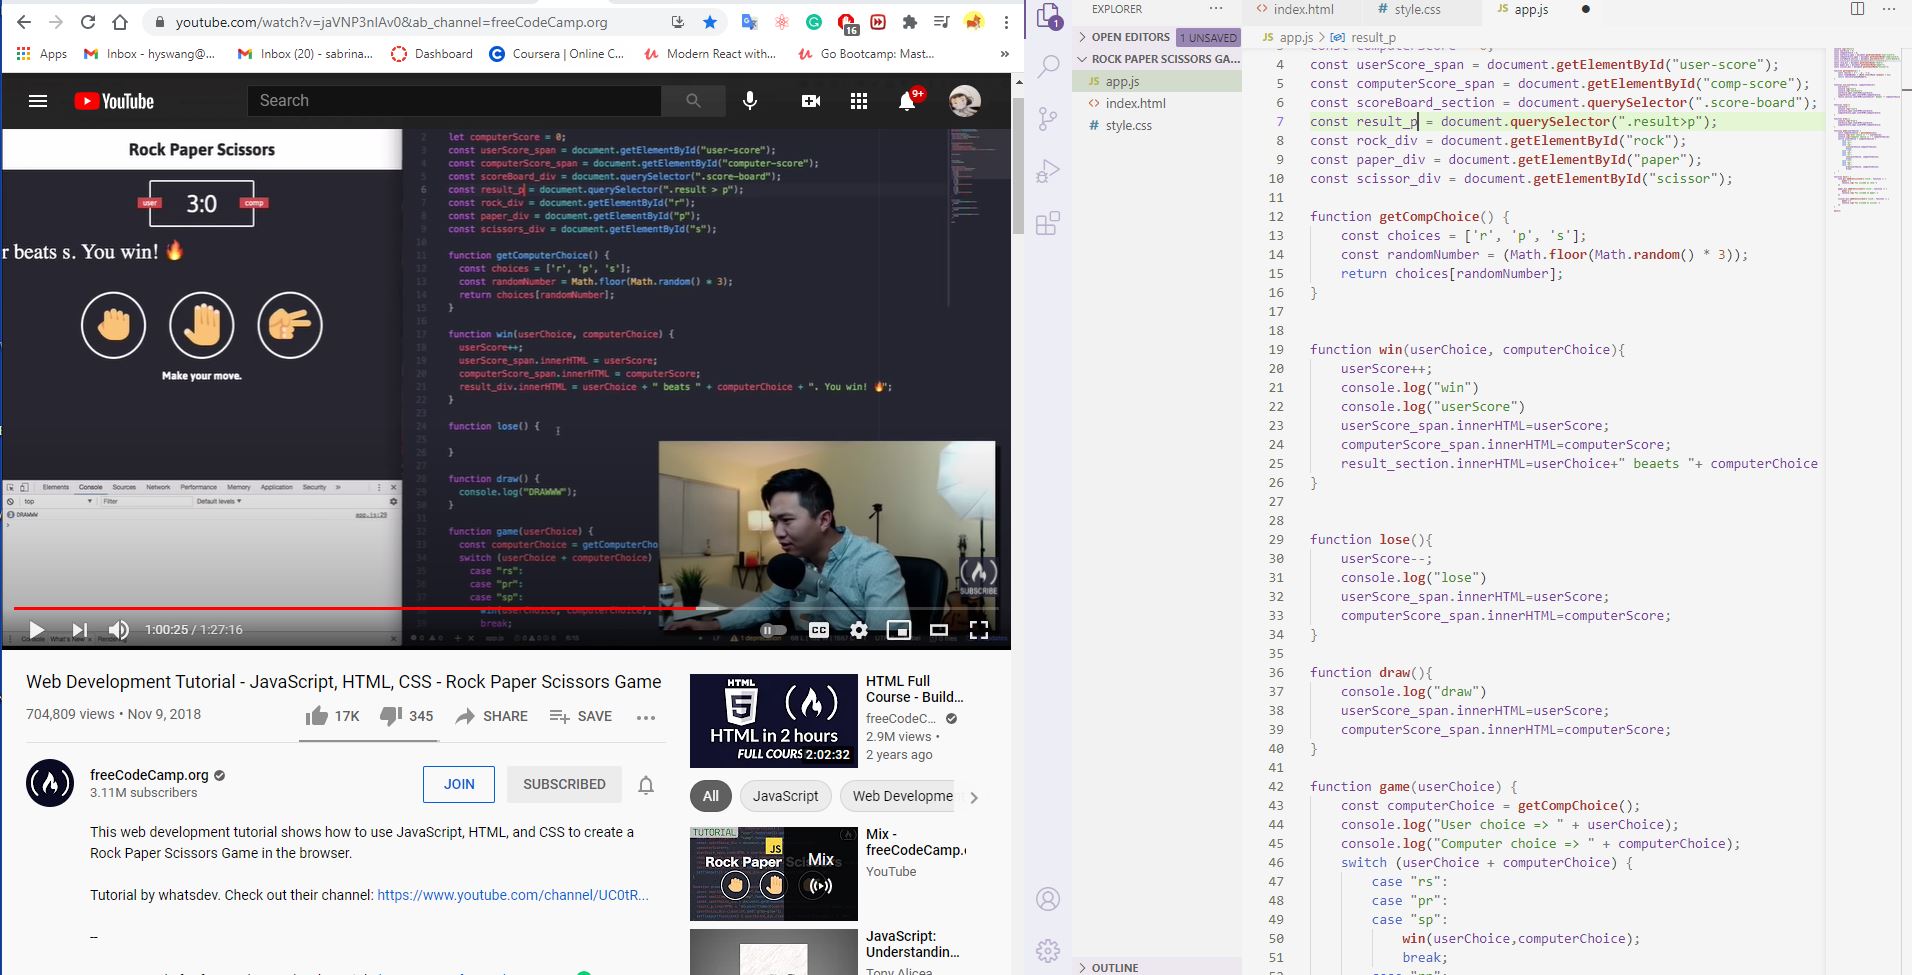 youtube.com/watch?v=jaVNP3nIAv0&ab_channel=freeCodeCamp.org
16
Apps
Inbox - hyswang@...
Inbox (20) - sabrina...
Dashboard
Coursera | Online C...
Modern React with...
Go Bootcamp: Mast...
»
YouTube
Search
9+
Rock Paper Scissors
user
3:0
comp
r beats s. You win! 🔥
Make your move.
Elements Console Sources Network Performance Memory Application Security »
top
Filter
Default levels ▼
DRAWWW
app.js:29
Console What's New
2 let computerScore = 0;
3 const userScore_span = document.getElementById("user-score");
4 const computerScore_span = document.getElementById("computer-score");
5 const scoreBoard_div = document.querySelector(".score-board");
6 const result_p = document.querySelector(".result > p");
7 const rock_div = document.getElementById("r");
8 const paper_div = document.getElementById("p");
9 const scissors_div = document.getElementById("s");
10
11 function getComputerChoice() {
12 const choices = ['r', 'p', 's'];
13 const randomNumber = Math.floor(Math.random() * 3);
14 return choices[randomNumber];
15 }
16
17 function win(userChoice, computerChoice) {
18 userScore++;
19 userScore_span.innerHTML = userScore;
20 computerScore_span.innerHTML = computerScore;
21 result_div.innerHTML = userChoice + " beats " + computerChoice + ". You win! 🔥";
22 }
23
24 function lose() {
25
26 }
27
28 function draw() {
29 console.log("DRAWWW");
30 }
31
32 function game(userChoice) {
33 const computerChoice = getComputerCho
34 switch (userChoice + computerChoice)
35 case "rs":
36 case "pr":
37 case "sp":
38 win(userChoice, computerChoice);
39 break;
SUBSCRIBE
1:00:25 / 1:27:16
CC
Web Development Tutorial - JavaScript, HTML, CSS - Rock Paper Scissors Game
704,809 views • Nov 9, 2018
17K
345
SHARE
SAVE
...
freeCodeCamp.org
3.11M subscribers
JOIN
SUBSCRIBED
This web development tutorial shows how to use JavaScript, HTML, and CSS to create a
Rock Paper Scissors Game in the browser.
Tutorial by whatsdev. Check out their channel: https://www.youtube.com/channel/UC0tR...
--
HTML
5
HTML in 2 hours
FULL COURS
2:02:32
HTML Full
Course - Build...
freeCodeC...
2.9M views •
2 years ago
All
JavaScript
Web Developme
TUTORIAL
JS
Rock Paper Scissors
Mix
Mix -
freeCodeCamp.
YouTube
JavaScript:
Understandin...
Tony Alicea
1
EXPLORER
...
OPEN EDITORS
1 UNSAVED
ROCK PAPER SCISSORS GA...
JS app.js
<> index.html
# style.css
OUTLINE
<> index.html
# style.css
JS app.js
...
JS app.js > result_p
4 const userScore_span = document.getElementById("user-score");
5 const computerScore_span = document.getElementById("comp-score");
6 const scoreBoard_section = document.querySelector(".score-board");
7 const result_p = document.querySelector(".result>p");
8 const rock_div = document.getElementById("rock");
9 const paper_div = document.getElementById("paper");
10 const scissor_div = document.getElementById("scissor");
11
12 function getCompChoice() {
13 const choices = ['r', 'p', 's'];
14 const randomNumber = (Math.floor(Math.random() * 3));
15 return choices[randomNumber];
16 }
17
18
19 function win(userChoice, computerChoice){
20 userScore++;
21 console.log("win")
22 console.log("userScore")
23 userScore_span.innerHTML=userScore;
24 computerScore_span.innerHTML=computerScore;
25 result_section.innerHTML=userChoice+" beaets "+ computerChoice
26 }
27
28
29 function lose(){
30 userScore--;
31 console.log("lose")
32 userScore_span.innerHTML=userScore;
33 computerScore_span.innerHTML=computerScore;
34 }
35
36 function draw(){
37 console.log("draw")
38 userScore_span.innerHTML=userScore;
39 computerScore_span.innerHTML=computerScore;
40 }
41
42 function game(userChoice) {
43 const computerChoice = getCompChoice();
44 console.log("User choice => " + userChoice);
45 console.log("Computer choice => " + computerChoice);
46 switch (userChoice + computerChoice) {
47 case "rs":
48 case "pr":
49 case "sp":
50 win(userChoice,computerChoice);
51 break;